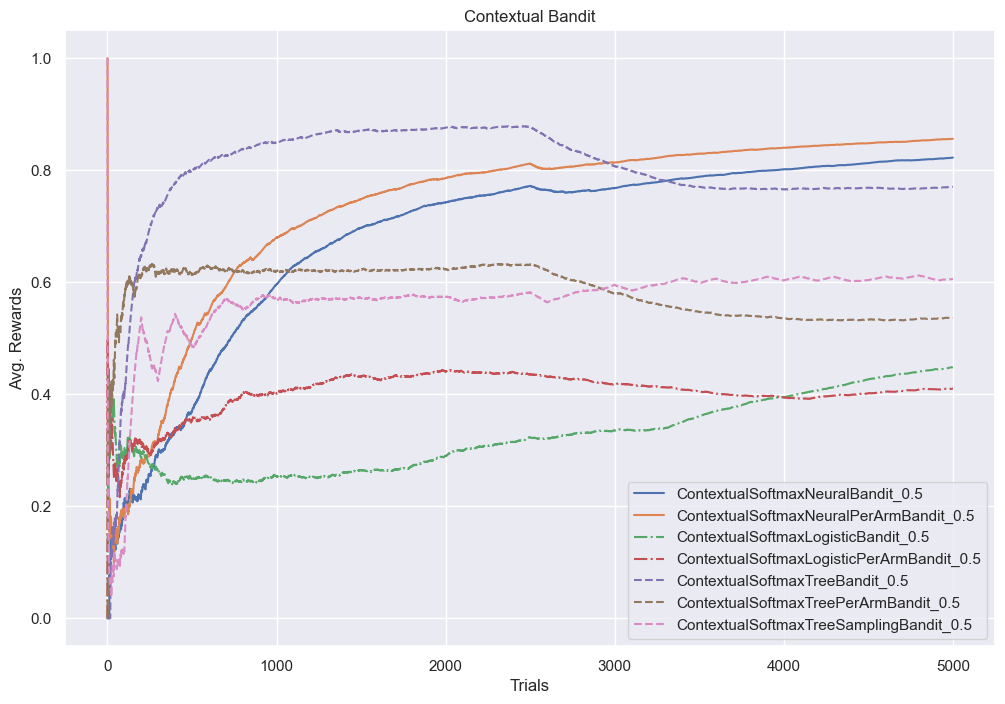 Contextual Bandit
1.0
0.8
0.6
0.4
0.2
0.0
Avg. Rewards
0
1000
2000
3000
4000
5000
Trials
ContextualSoftmaxNeuralBandit_0.5
ContextualSoftmaxNeuralPerArmBandit_0.5
ContextualSoftmaxLogisticBandit_0.5
ContextualSoftmaxLogisticPerArmBandit_0.5
ContextualSoftmaxTreeBandit_0.5
ContextualSoftmaxTreePerArmBandit_0.5
ContextualSoftmaxTreeSamplingBandit_0.5